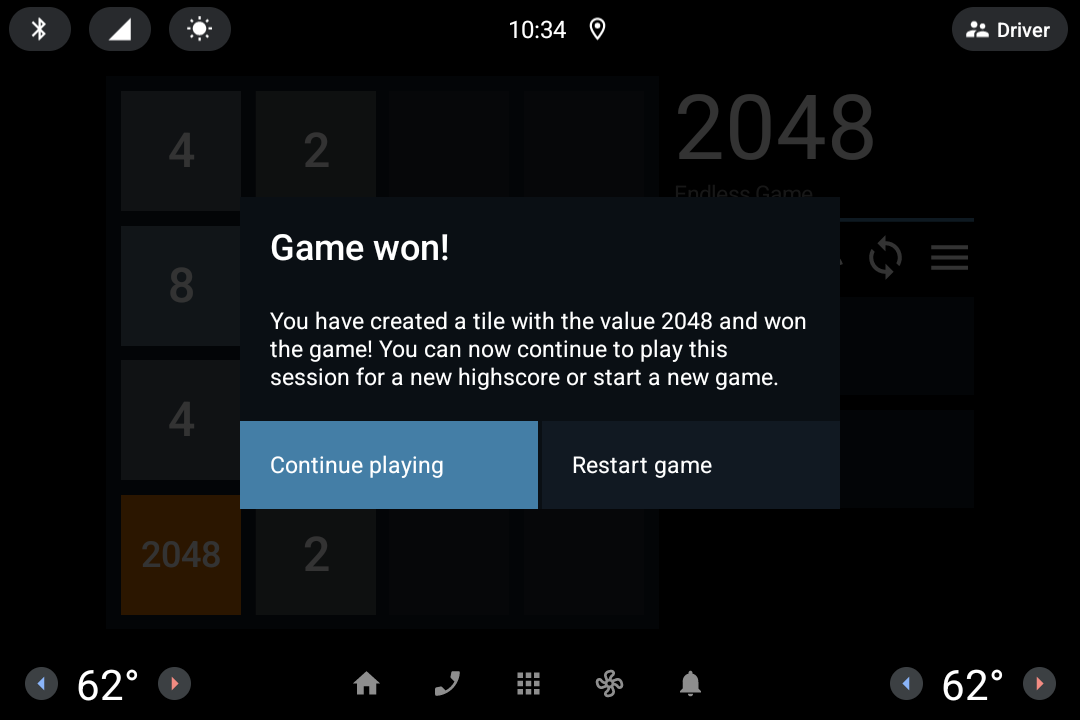 10:34
Driver
4 2
2048
Endless Game
Game won!
8
You have created a tile with the value 2048 and won
the game! You can now continue to play this
session for a new highscore or start a new game.
4
Continue playing
Restart game
2048 2
62°
62°